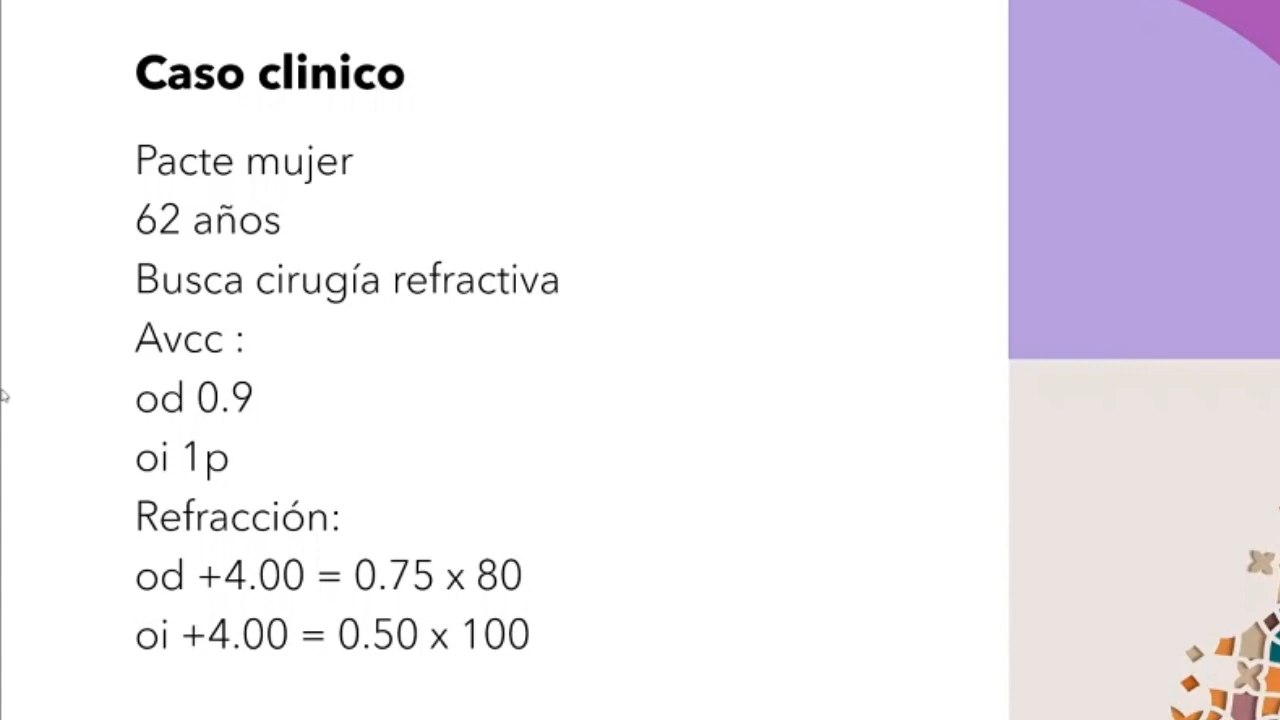 Caso clinico
Pacte mujer
62 años
Busca cirugía refractiva
Avcc :
od 0.9
oi 1p
Refracción:
od +4.00 = 0.75 x 80
oi +4.00 = 0.50 x 100